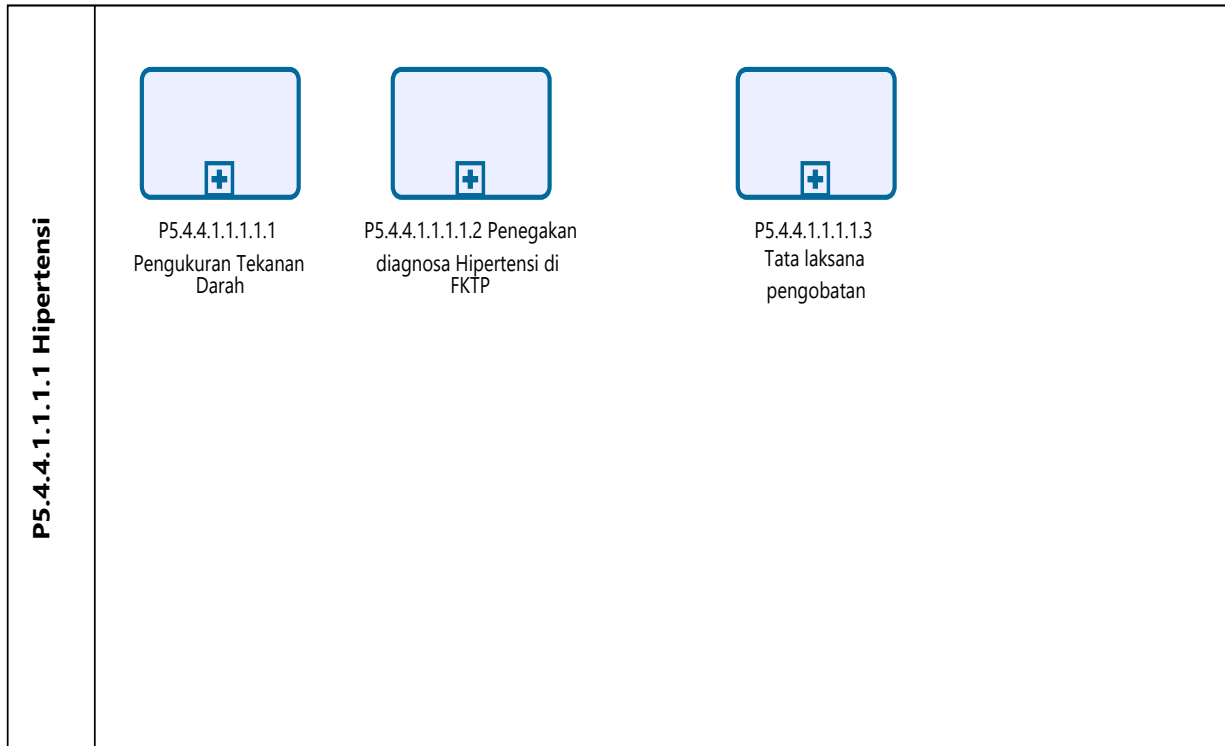 P5.4.4.1.1.1.1 Hipertensi
P5.4.4.1.1.1.1.1
Pengukuran Tekanan
Darah
P5.4.4.1.1.1.1.2 Penegakan
diagnosa Hipertensi di
FKTP
P5.4.4.1.1.1.1.3
Tata laksana
pengobatan